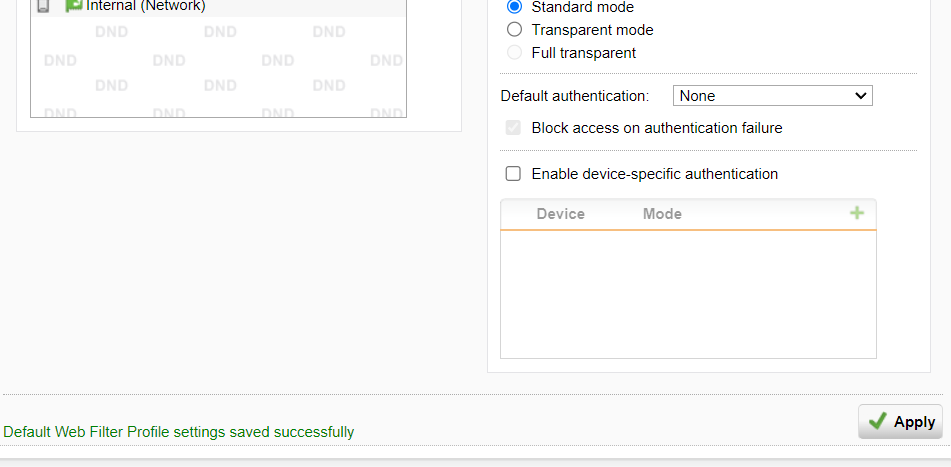 Internal (Network)
DND DND DND
DND DND DND DND
DND DND DND
DND DND DND DND
Standard mode
Transparent mode
Full transparent
Default authentication: None
Block access on authentication failure
Enable device-specific authentication
Device Mode
Default Web Filter Profile settings saved successfully
Apply